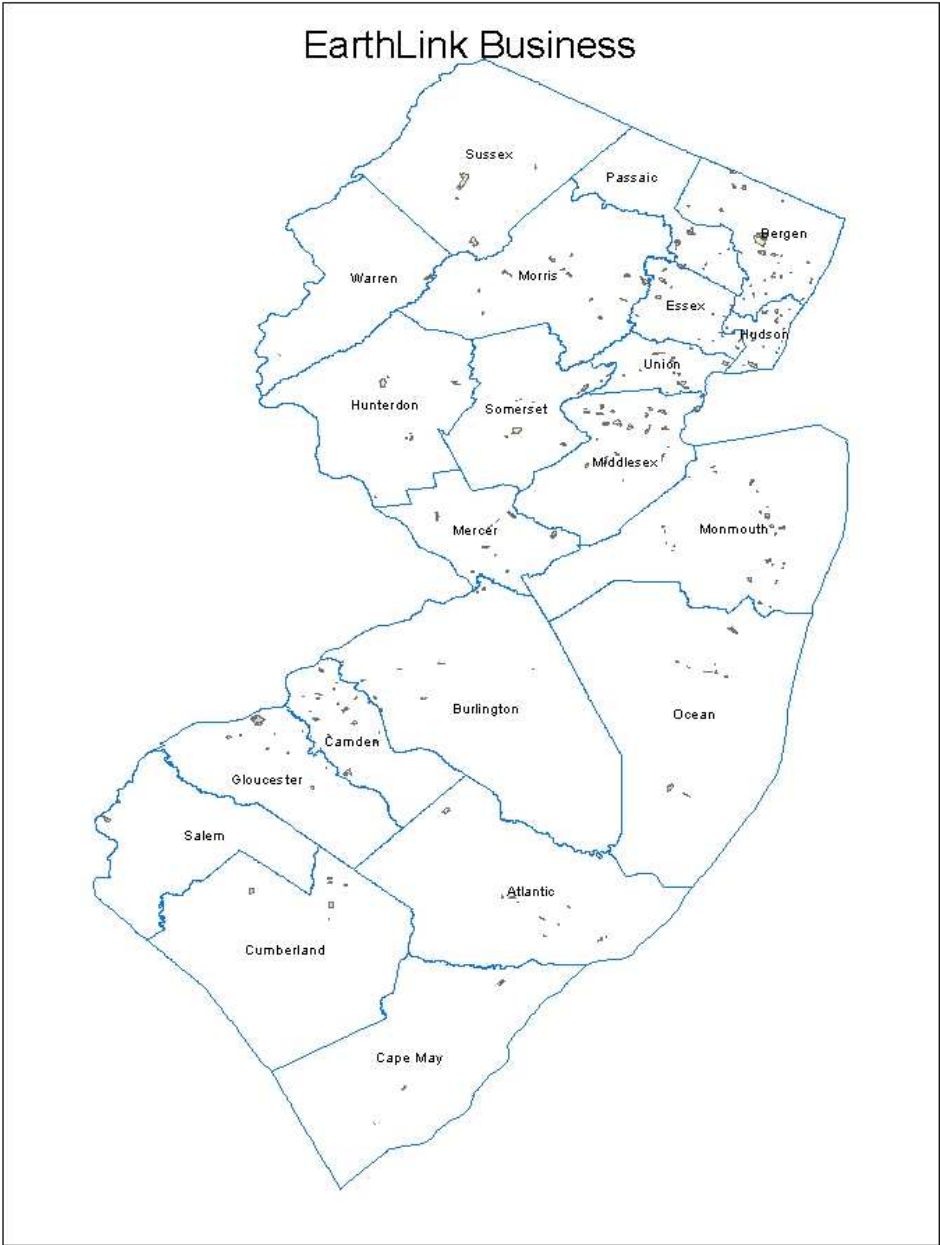 EarthLink Business
Sussex
Passaic
Bergen
Warren
Morris
Essex
Hudson
Union
Hunterdon
Somerset
Middlesex
Mercer
Monmouth
Burlington
Ocean
Camden
Gloucester
Salem
Atlantic
Cumberland
Cape May